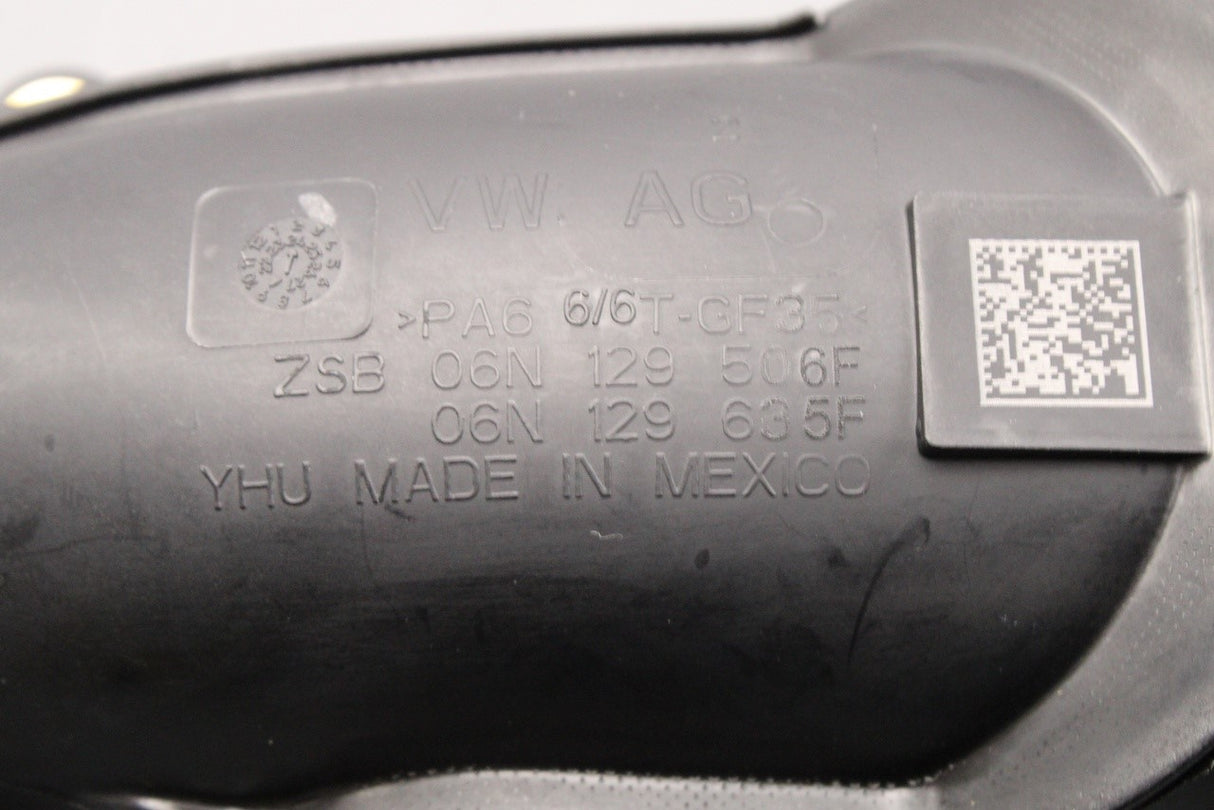 VW AG
>PA6 6/6T-GF35<
ZSB 06N 129 506F
06N 129 635F
YHU MADE IN MEXICO